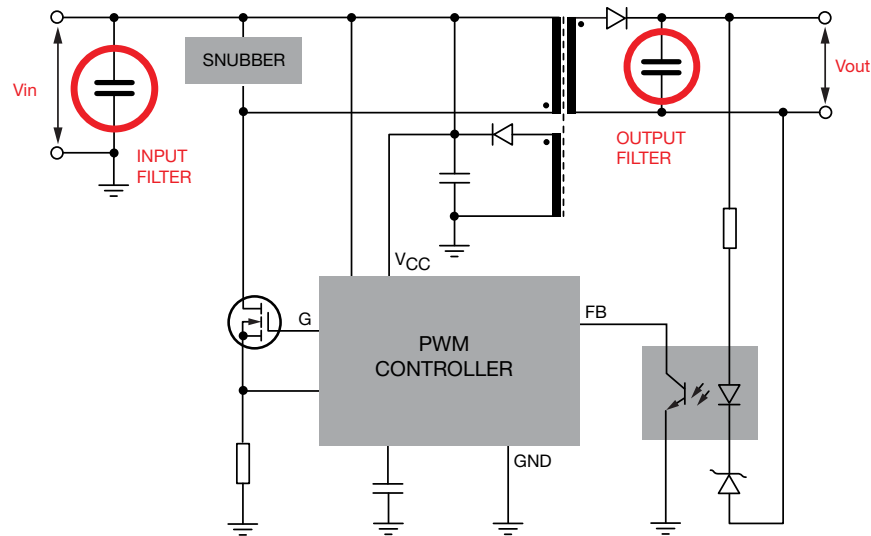 SNUBBER
Vin
Vout
INPUT
FILTER
OUTPUT
FILTER
VCC
G
FB
PWM
CONTROLLER
GND